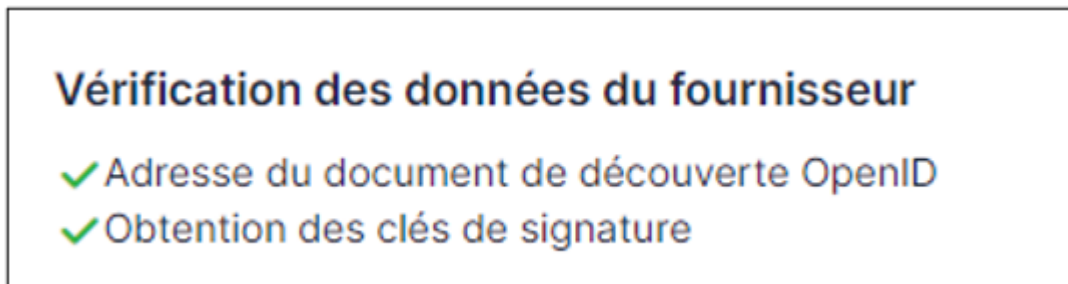 Vérification des données du fournisseur
Adresse du document de découverte OpenID
Obtention des clés de signature